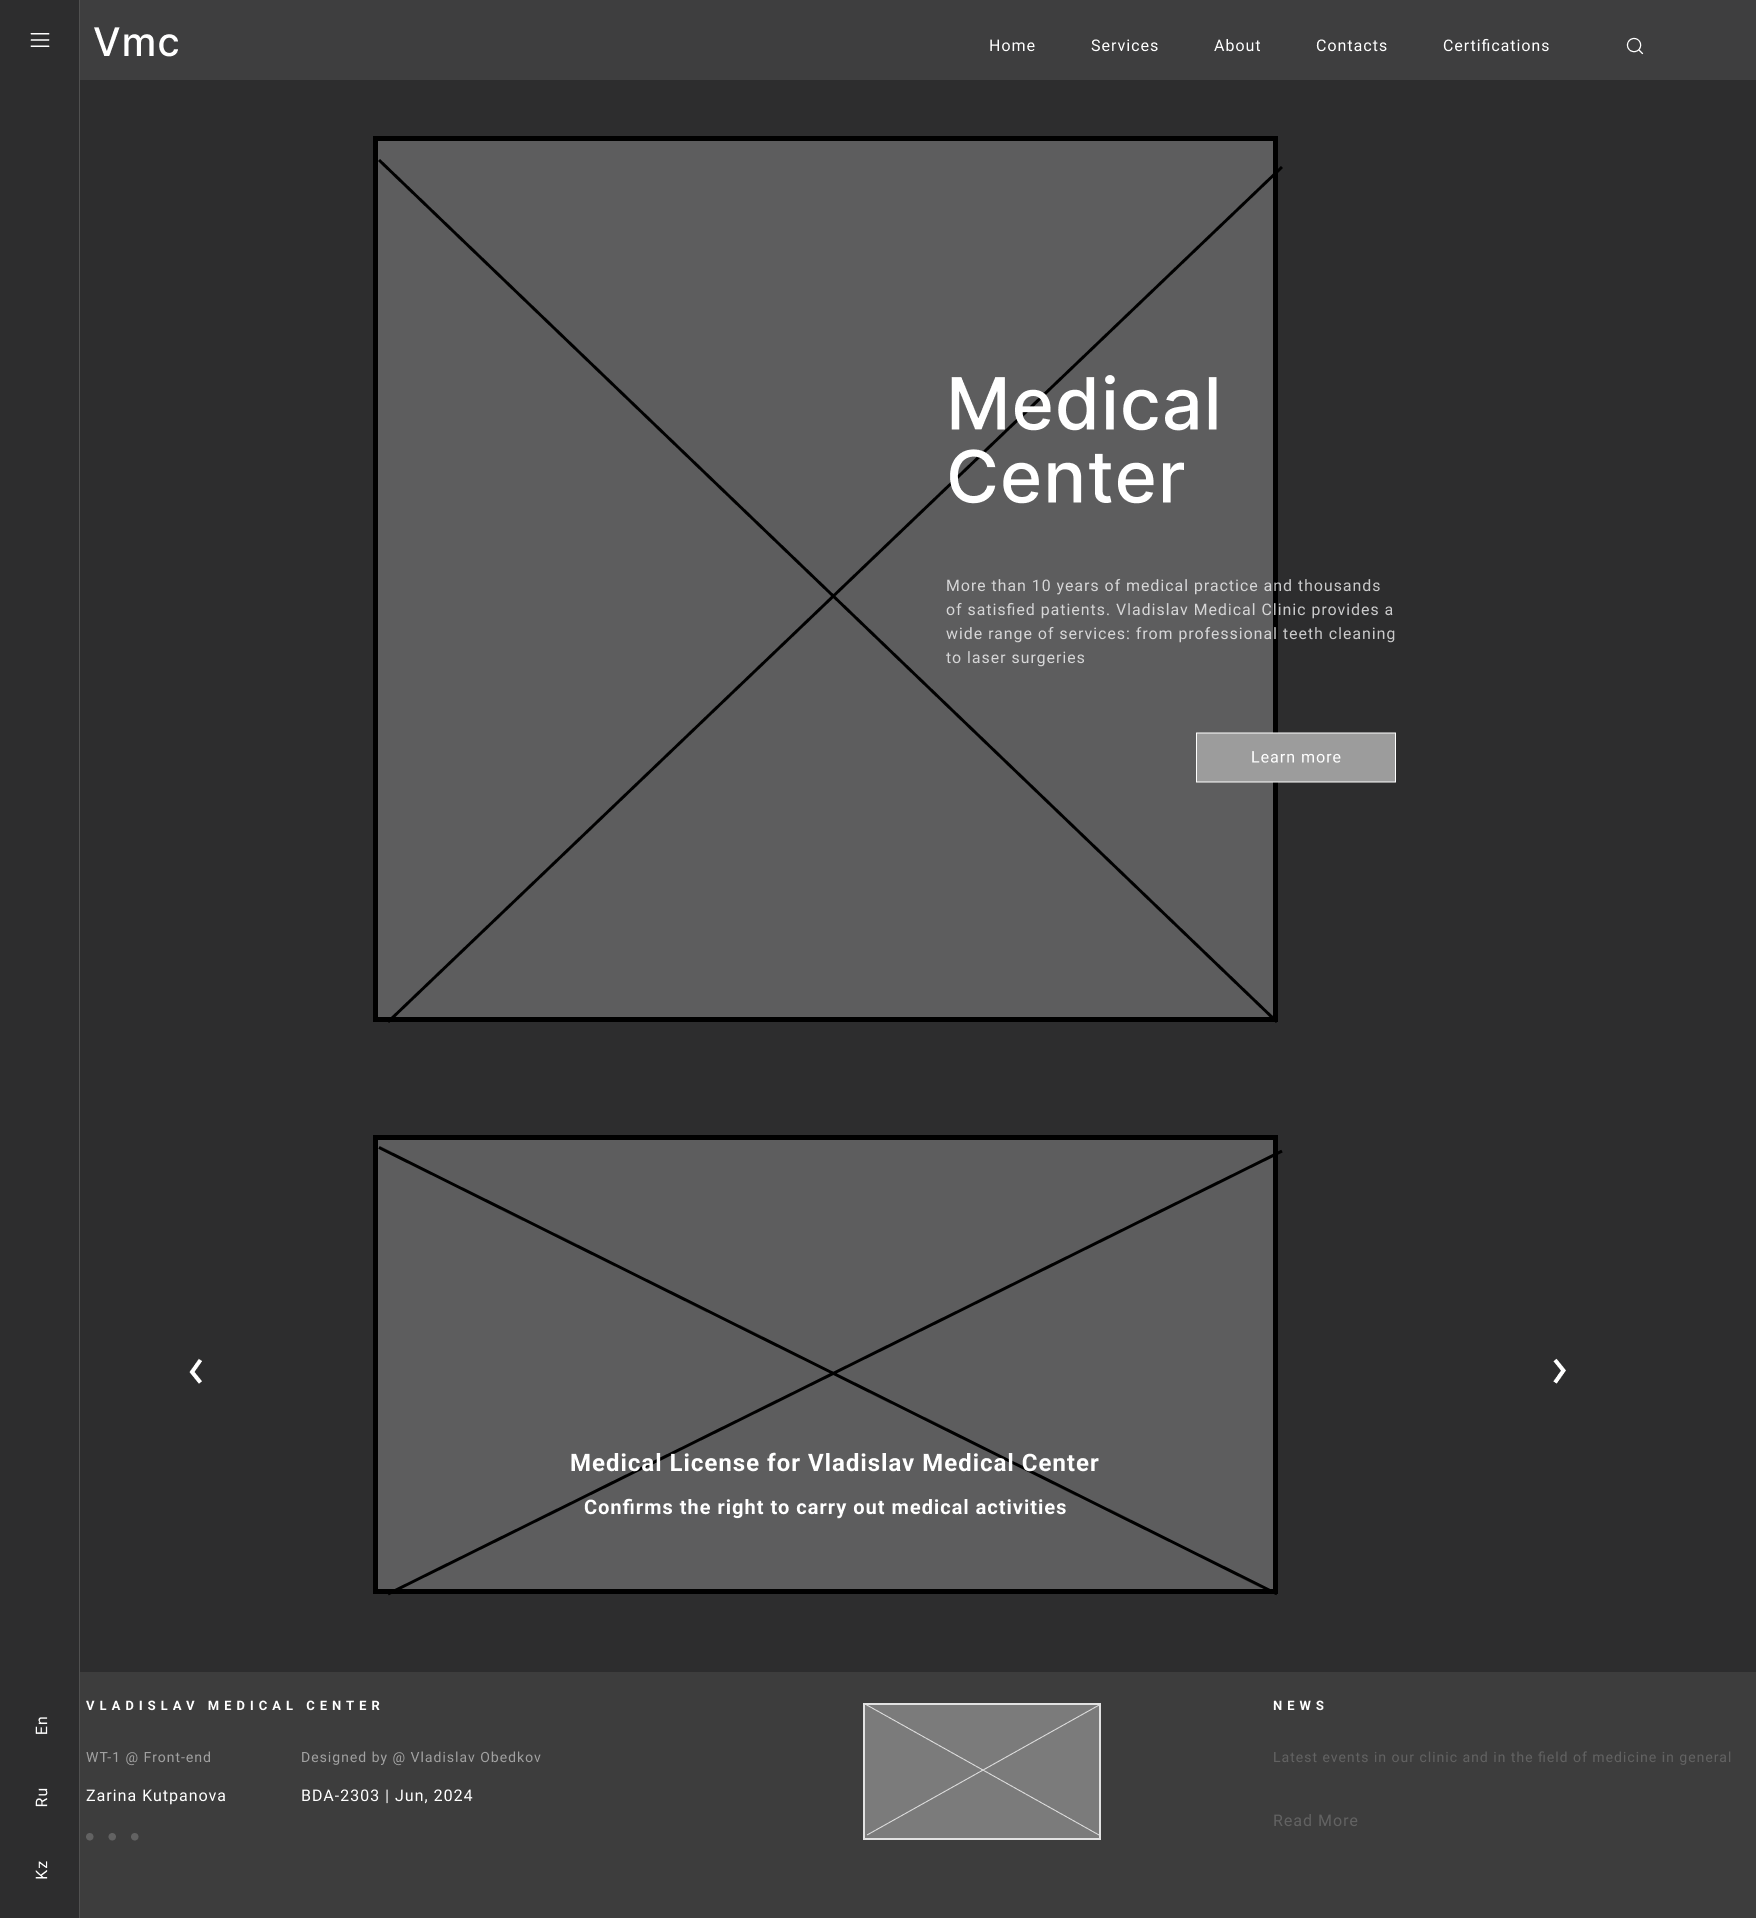 Vmc
Home
Services
About
Contacts
Certifications
Medical
Center
More than 10 years of medical practice and thousands
of satisfied patients. Vladislav Medical Clinic provides a
wide range of services: from professional teeth cleaning
to laser surgeries
Learn more
Medical License for Vladislav Medical Center
Confirms the right to carry out medical activities
En
Ru
Kz
VLADISLAV MEDICAL CENTER
WT-1 @ Front-end
Zarina Kutpanova
Designed by @ Vladislav Obedkov
BDA-2303 | Jun, 2024
NEWS
Latest events in our clinic and in the field of medicine in general
Read More